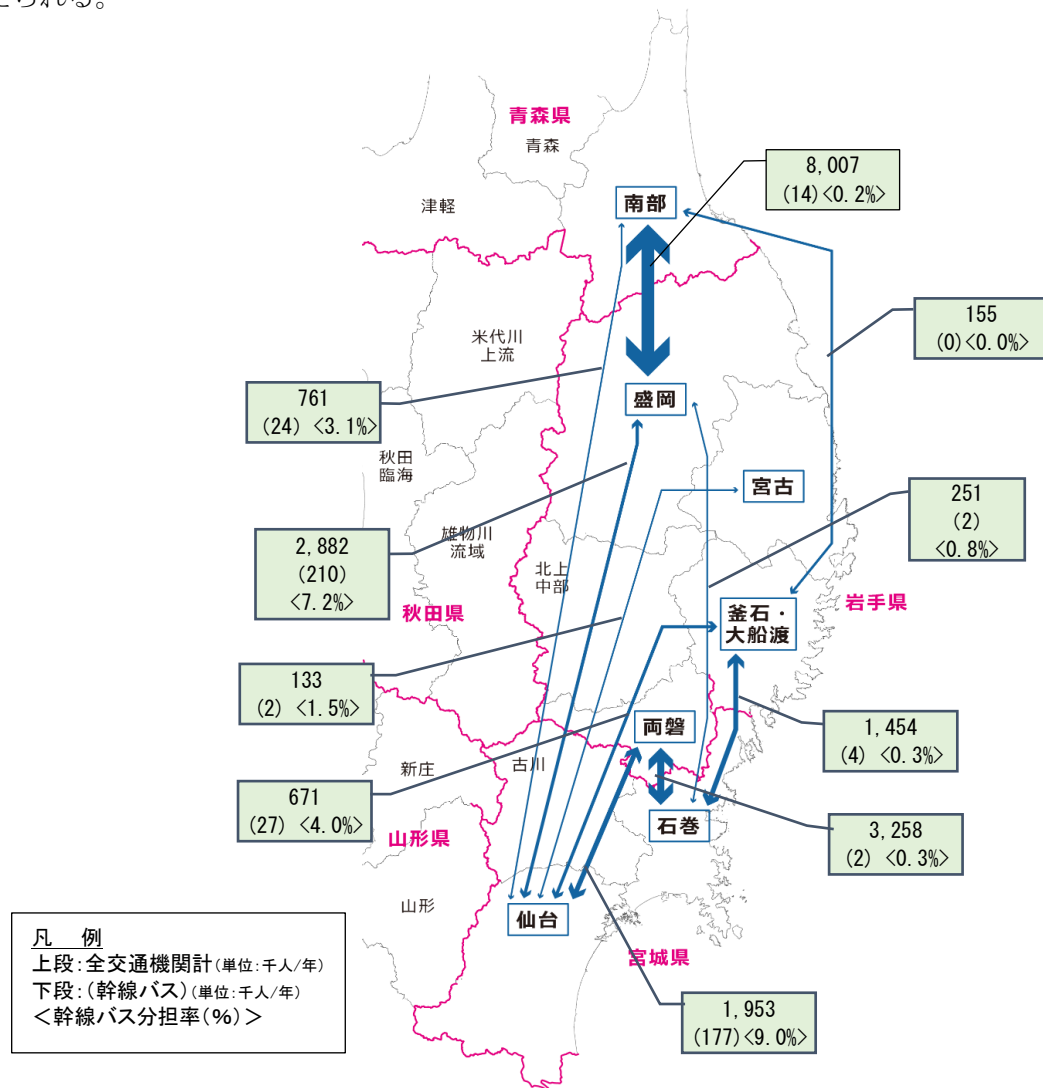 とられる。
青森県
青森
8,007
(14)<0.2%>
南部
津軽
155
(0)<0.0%>
米代川
上流
761
(24) <3.1%>
盛岡
秋田
臨海
宮古
251
(2)
<0.8%>
2,882
(210)
<7.2%>
雄物川
流域
北上
中部
秋田県
岩手県
釜石・
大船渡
133
(2) <1.5%>
両磐
1,454
(4) <0.3%>
新庄
古川
671
(27) <4.0%>
石巻
3,258
(2) <0.3%>
山形県
山形
仙台
宮城県
凡 例
上段:全交通機関計(単位:千人/年)
下段:(幹線バス)(単位:千人/年)
<幹線バス分担率(%)>
1,953
(177)<9.0%>